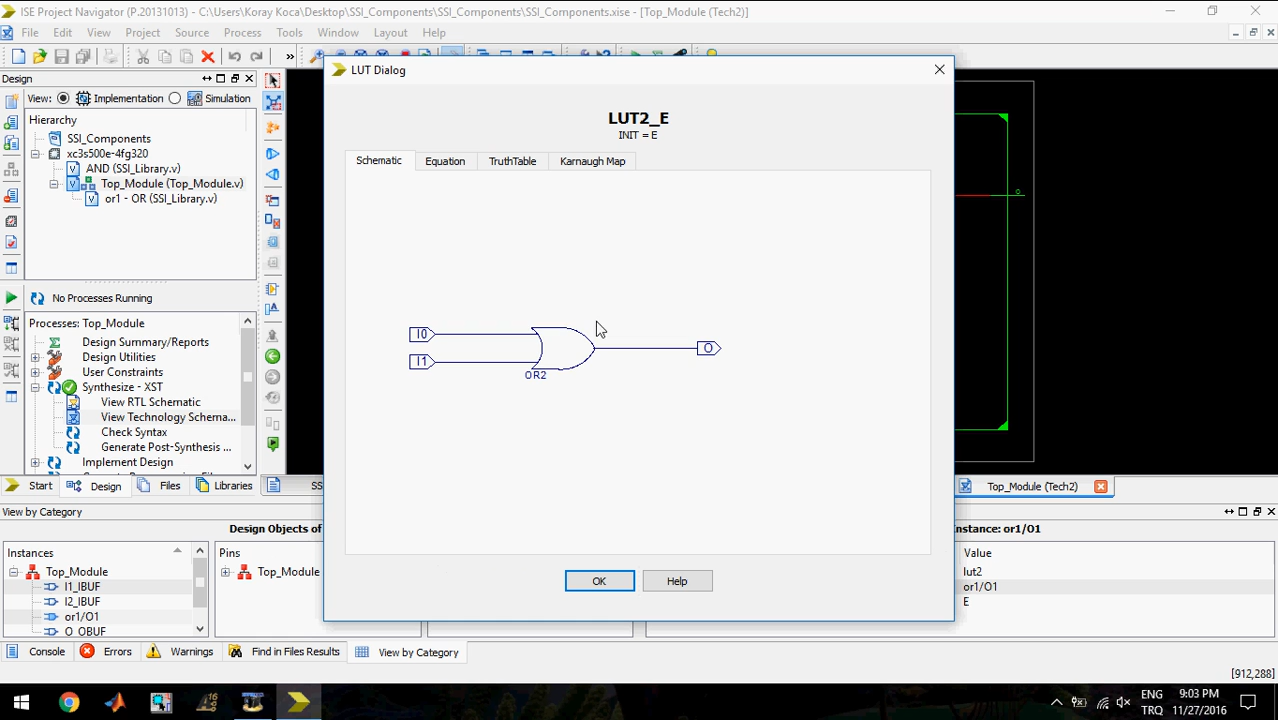 ISE Project Navigator (P.20131013) - C:\Users\Koray Koca\Desktop\SSI_Components\SSI_Components\SSI_Components.xise - [Top_Module (Tech2)]
File Edit View Project Source Process Tools Window Layout Help
»
Design
View: Implementation Simulation
Hierarchy
SSI_Components
xc3s500e-4fg320
AND (SSI_Library.v)
Top_Module (Top_Module.v)
or1 - OR (SSI_Library.v)
No Processes Running
Processes: Top_Module
Design Summary/Reports
Design Utilities
User Constraints
Synthesize - XST
View RTL Schematic
View Technology Schema...
Check Syntax
Generate Post-Synthesis ...
Implement Design
Start Design Files Libraries
SS
LUT Dialog
LUT2_E
INIT = E
Schematic Equation TruthTable Karnaugh Map
I0
I1
OR2
O
OK Help
o
Top_Module (Tech2)
View by Category
Design Objects of
Instance: or1/O1
Instances
Top_Module
I1_IBUF
I2_IBUF
or1/O1
O_OBUF
Pins
Top_Module
Value
lut2
or1/O1
E
Console Errors Warnings Find in Files Results View by Category
[912,288]
ENG 9:03 PM
TRQ 11/27/2016